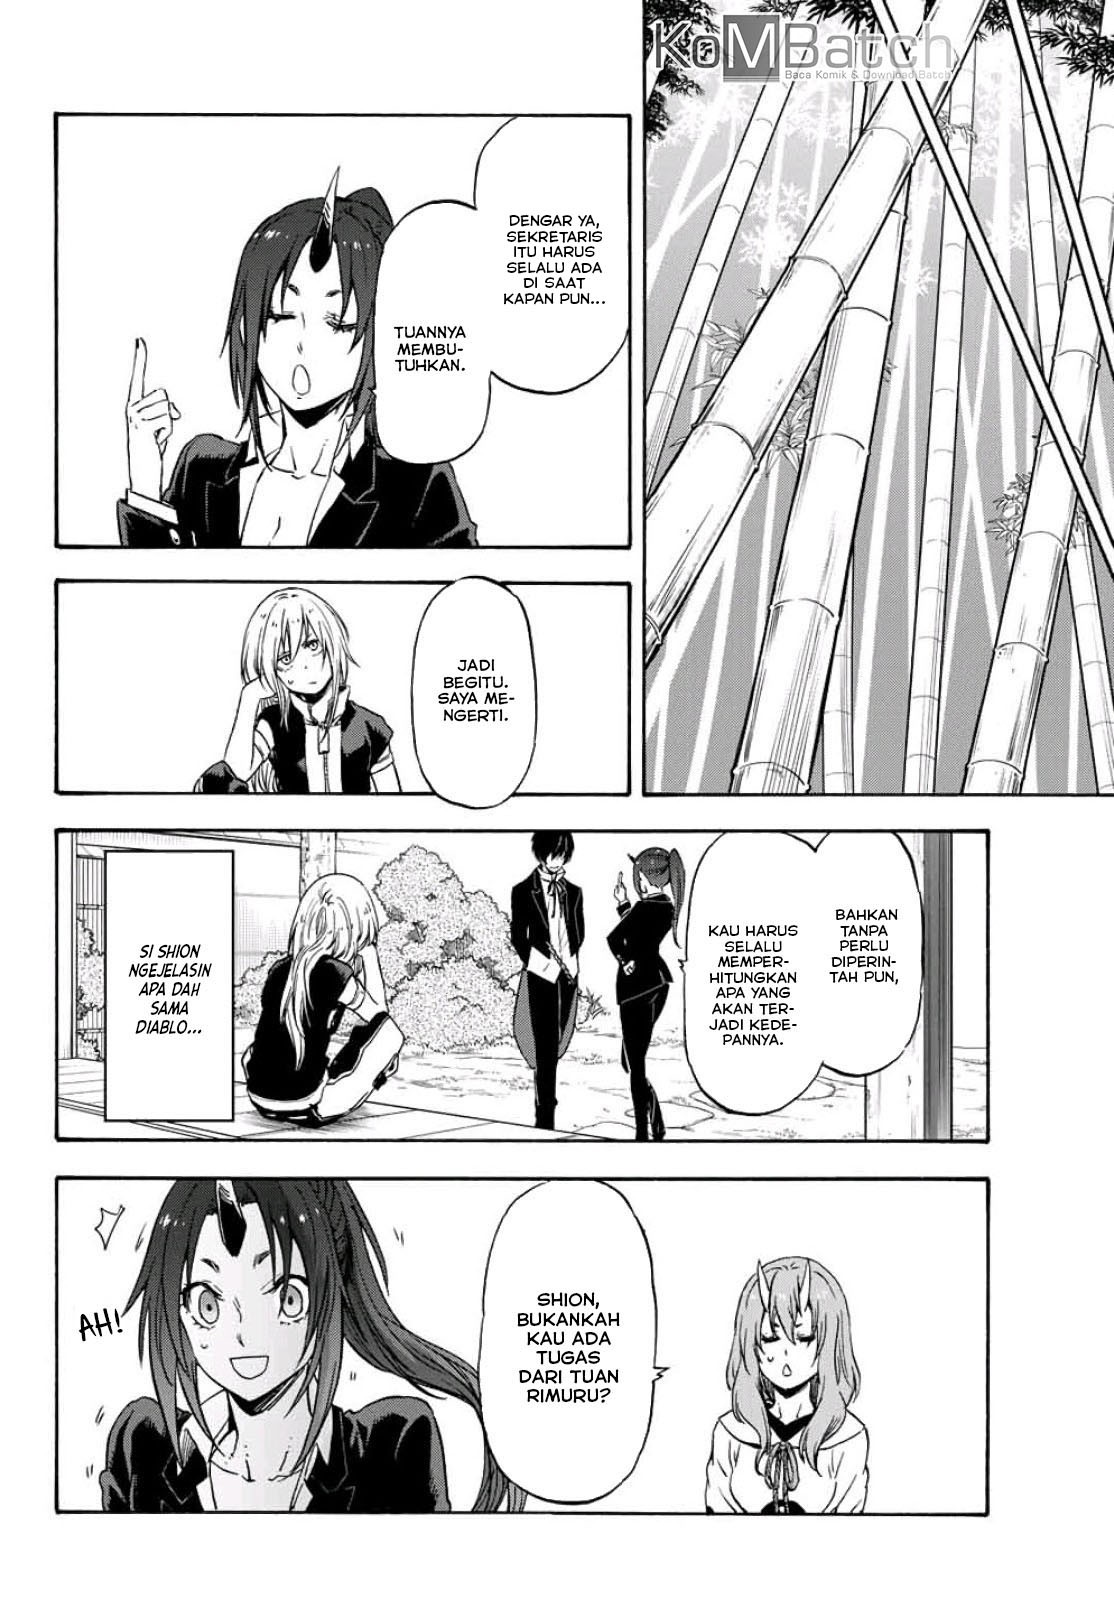 KoMBatch
Baca Komik & Download Batch
DENGAR YA,
SEKRETARIS
ITU HARUS
SELALU ADA
DI SAAT
KAPAN PUN...
TUANNYA
MEMBU-
TUHKAN.
JADI
BEGITU.
SAYA ME-
NGERTI.
BAHKAN
TANPA
PERLU
DIPERIN-
TAH PUN,
KAU HARUS
SELALU
MEMPER-
HITUNGKAN
APA YANG
AKAN TER-
JADI KEDE-
PANNYA.
SI SHION
NGEJELASIN
APA DAH
SAMA
DIABLO...
SHION,
BUKANKAH
KAU ADA
TUGAS
DARI TUAN
RIMURU?
AH!